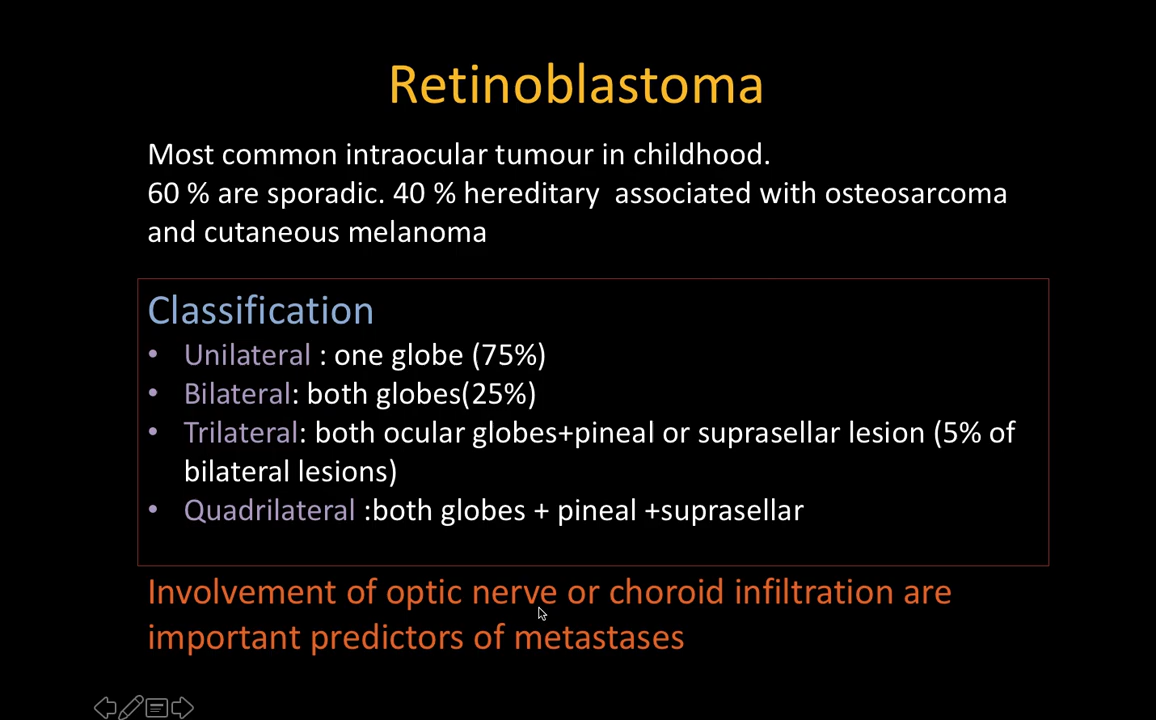 Retinoblastoma
Most common intraocular tumour in childhood.
60 % are sporadic. 40 % hereditary  associated with osteosarcoma
and cutaneous melanoma
Classification
• Unilateral : one globe (75%)
• Bilateral: both globes(25%)
• Trilateral: both ocular globes+pineal or suprasellar lesion (5% of
bilateral lesions)
• Quadrilateral :both globes + pineal +suprasellar
Involvement of optic nerve or choroid infiltration are
important predictors of metastases